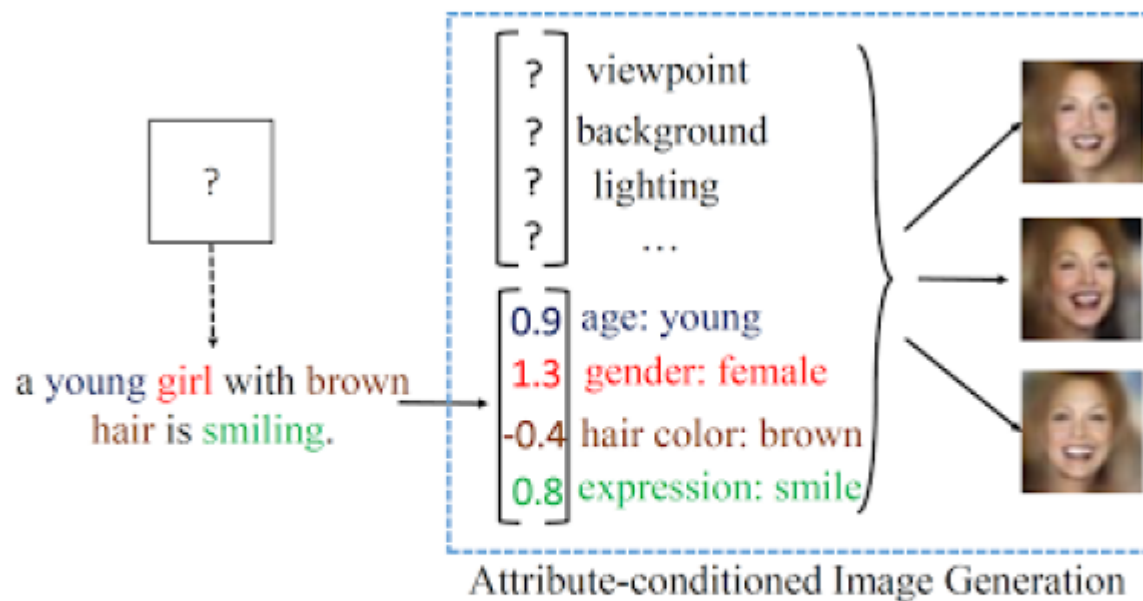 ?
a young girl with brown
hair is smiling.
? viewpoint
? background
? lighting
? ...
0.9 age: young
1.3 gender: female
-0.4 hair color: brown
0.8 expression: smile
Attribute-conditioned Image Generation